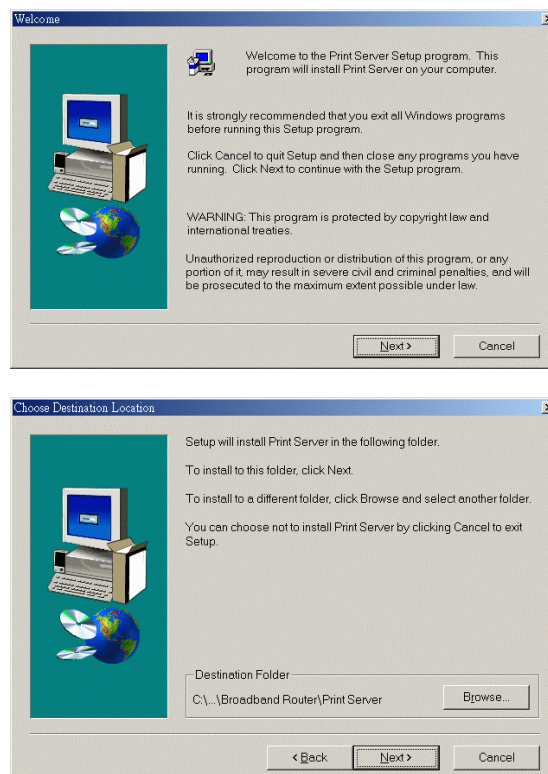 Welcome
Welcome to the Print Server Setup program. This
program will install Print Server on your computer.
It is strongly recommended that you exit all Windows programs
before running this Setup program.
Click Cancel to quit Setup and then close any programs you have
running. Click Next to continue with the Setup program.
WARNING: This program is protected by copyright law and
international treaties.
Unauthorized reproduction or distribution of this program, or any
portion of it, may result in severe civil and criminal penalties, and will
be prosecuted to the maximum extent possible under law.
Next >
Cancel
Choose Destination Location
Setup will install Print Server in the following folder.
To install to this folder, click Next.
To install to a different folder, click Browse and select another folder.
You can choose not to install Print Server by clicking Cancel to exit
Setup.
Destination Folder
C:\...\Broadband Router\Print Server
Browse...
< Back
Next >
Cancel